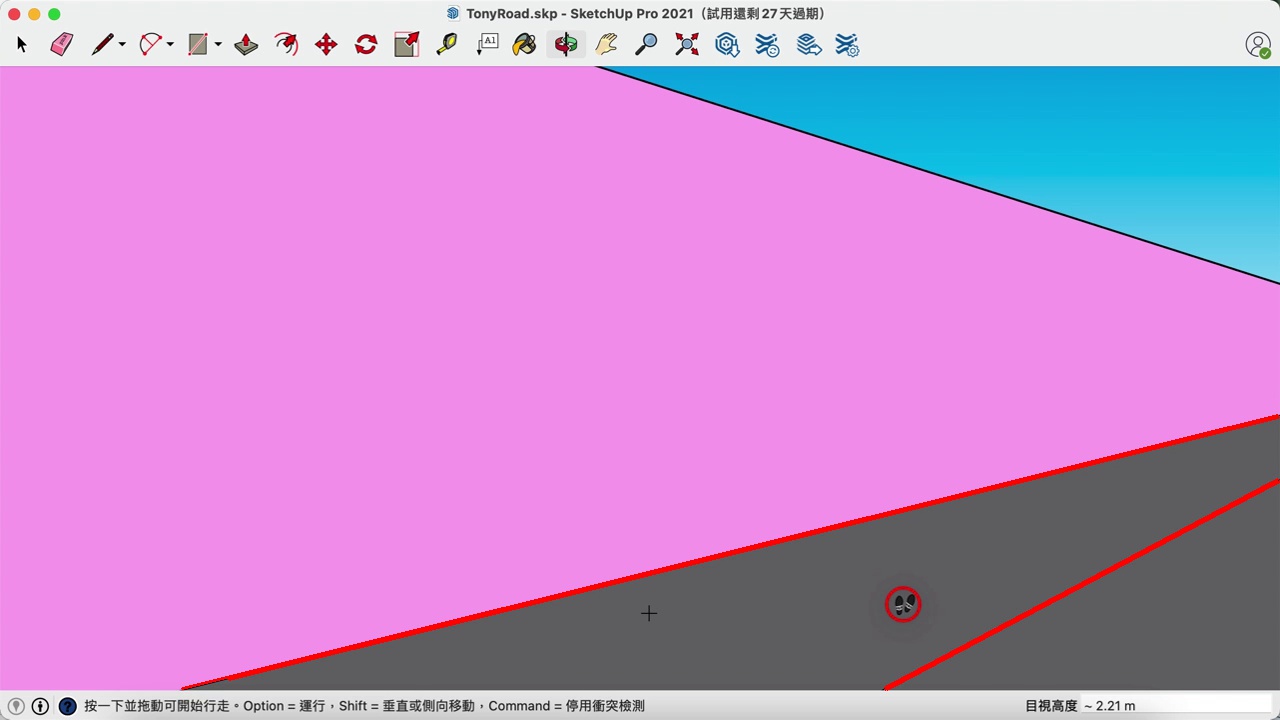 TonyRoad.skp - SketchUp Pro 2021（試用還剩 27 天過期）
A1
按一下並拖動可開始行走。Option = 運行，Shift = 垂直或側向移動，Command = 停用衝突檢測
目視高度 ~ 2.21 m